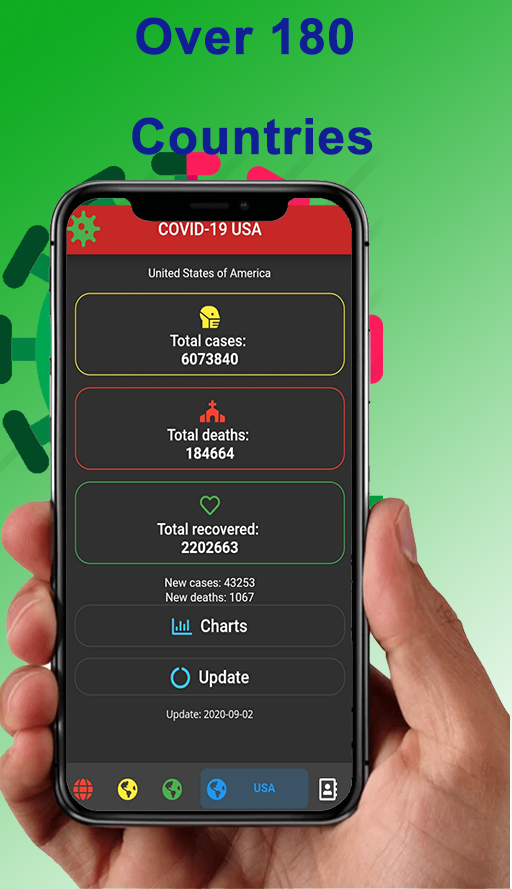 Over 180
Countries
COVID-19 USA
United States of America
Total cases:
6073840
Total deaths:
184664
Total recovered:
2202663
New cases: 43253
New deaths: 1067
Charts
Update
Update: 2020-09-02
USA